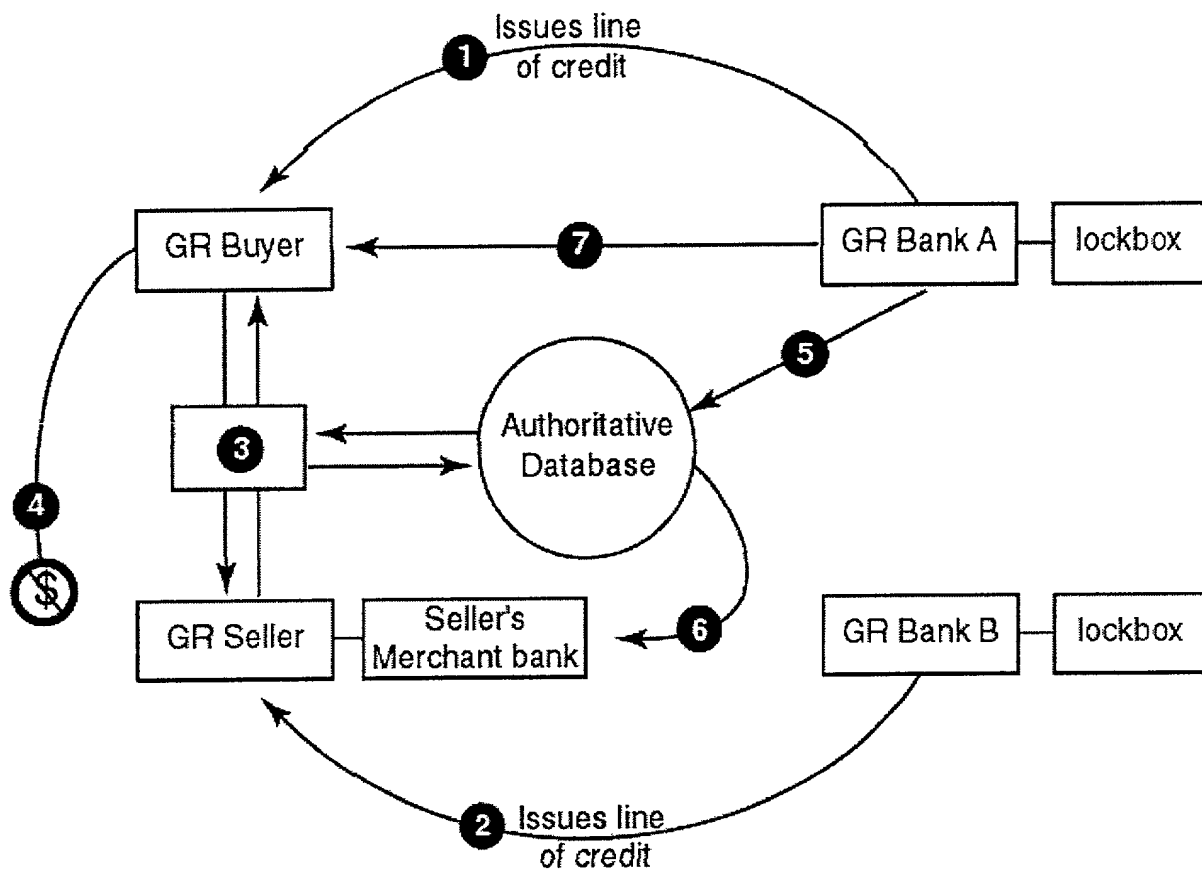 Issues line
of credit
1
GR Buyer
7
GR Bank A
lockbox
5
Authoritative
Database
3
4
$
GR Seller
Seller's
Merchant bank
6
GR Bank B
lockbox
2
Issues line
of credit